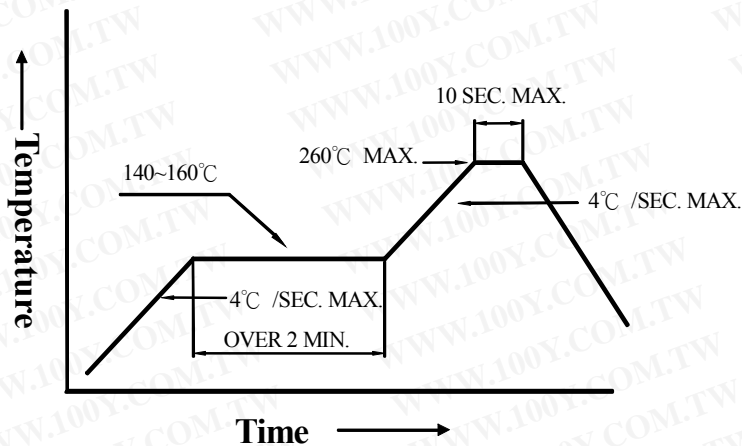 10 SEC. MAX.
260℃ MAX.
140~160℃
4℃ /SEC. MAX.
4℃ /SEC. MAX.
OVER 2 MIN.
Temperature
Time
WWW.100Y.COM.TW